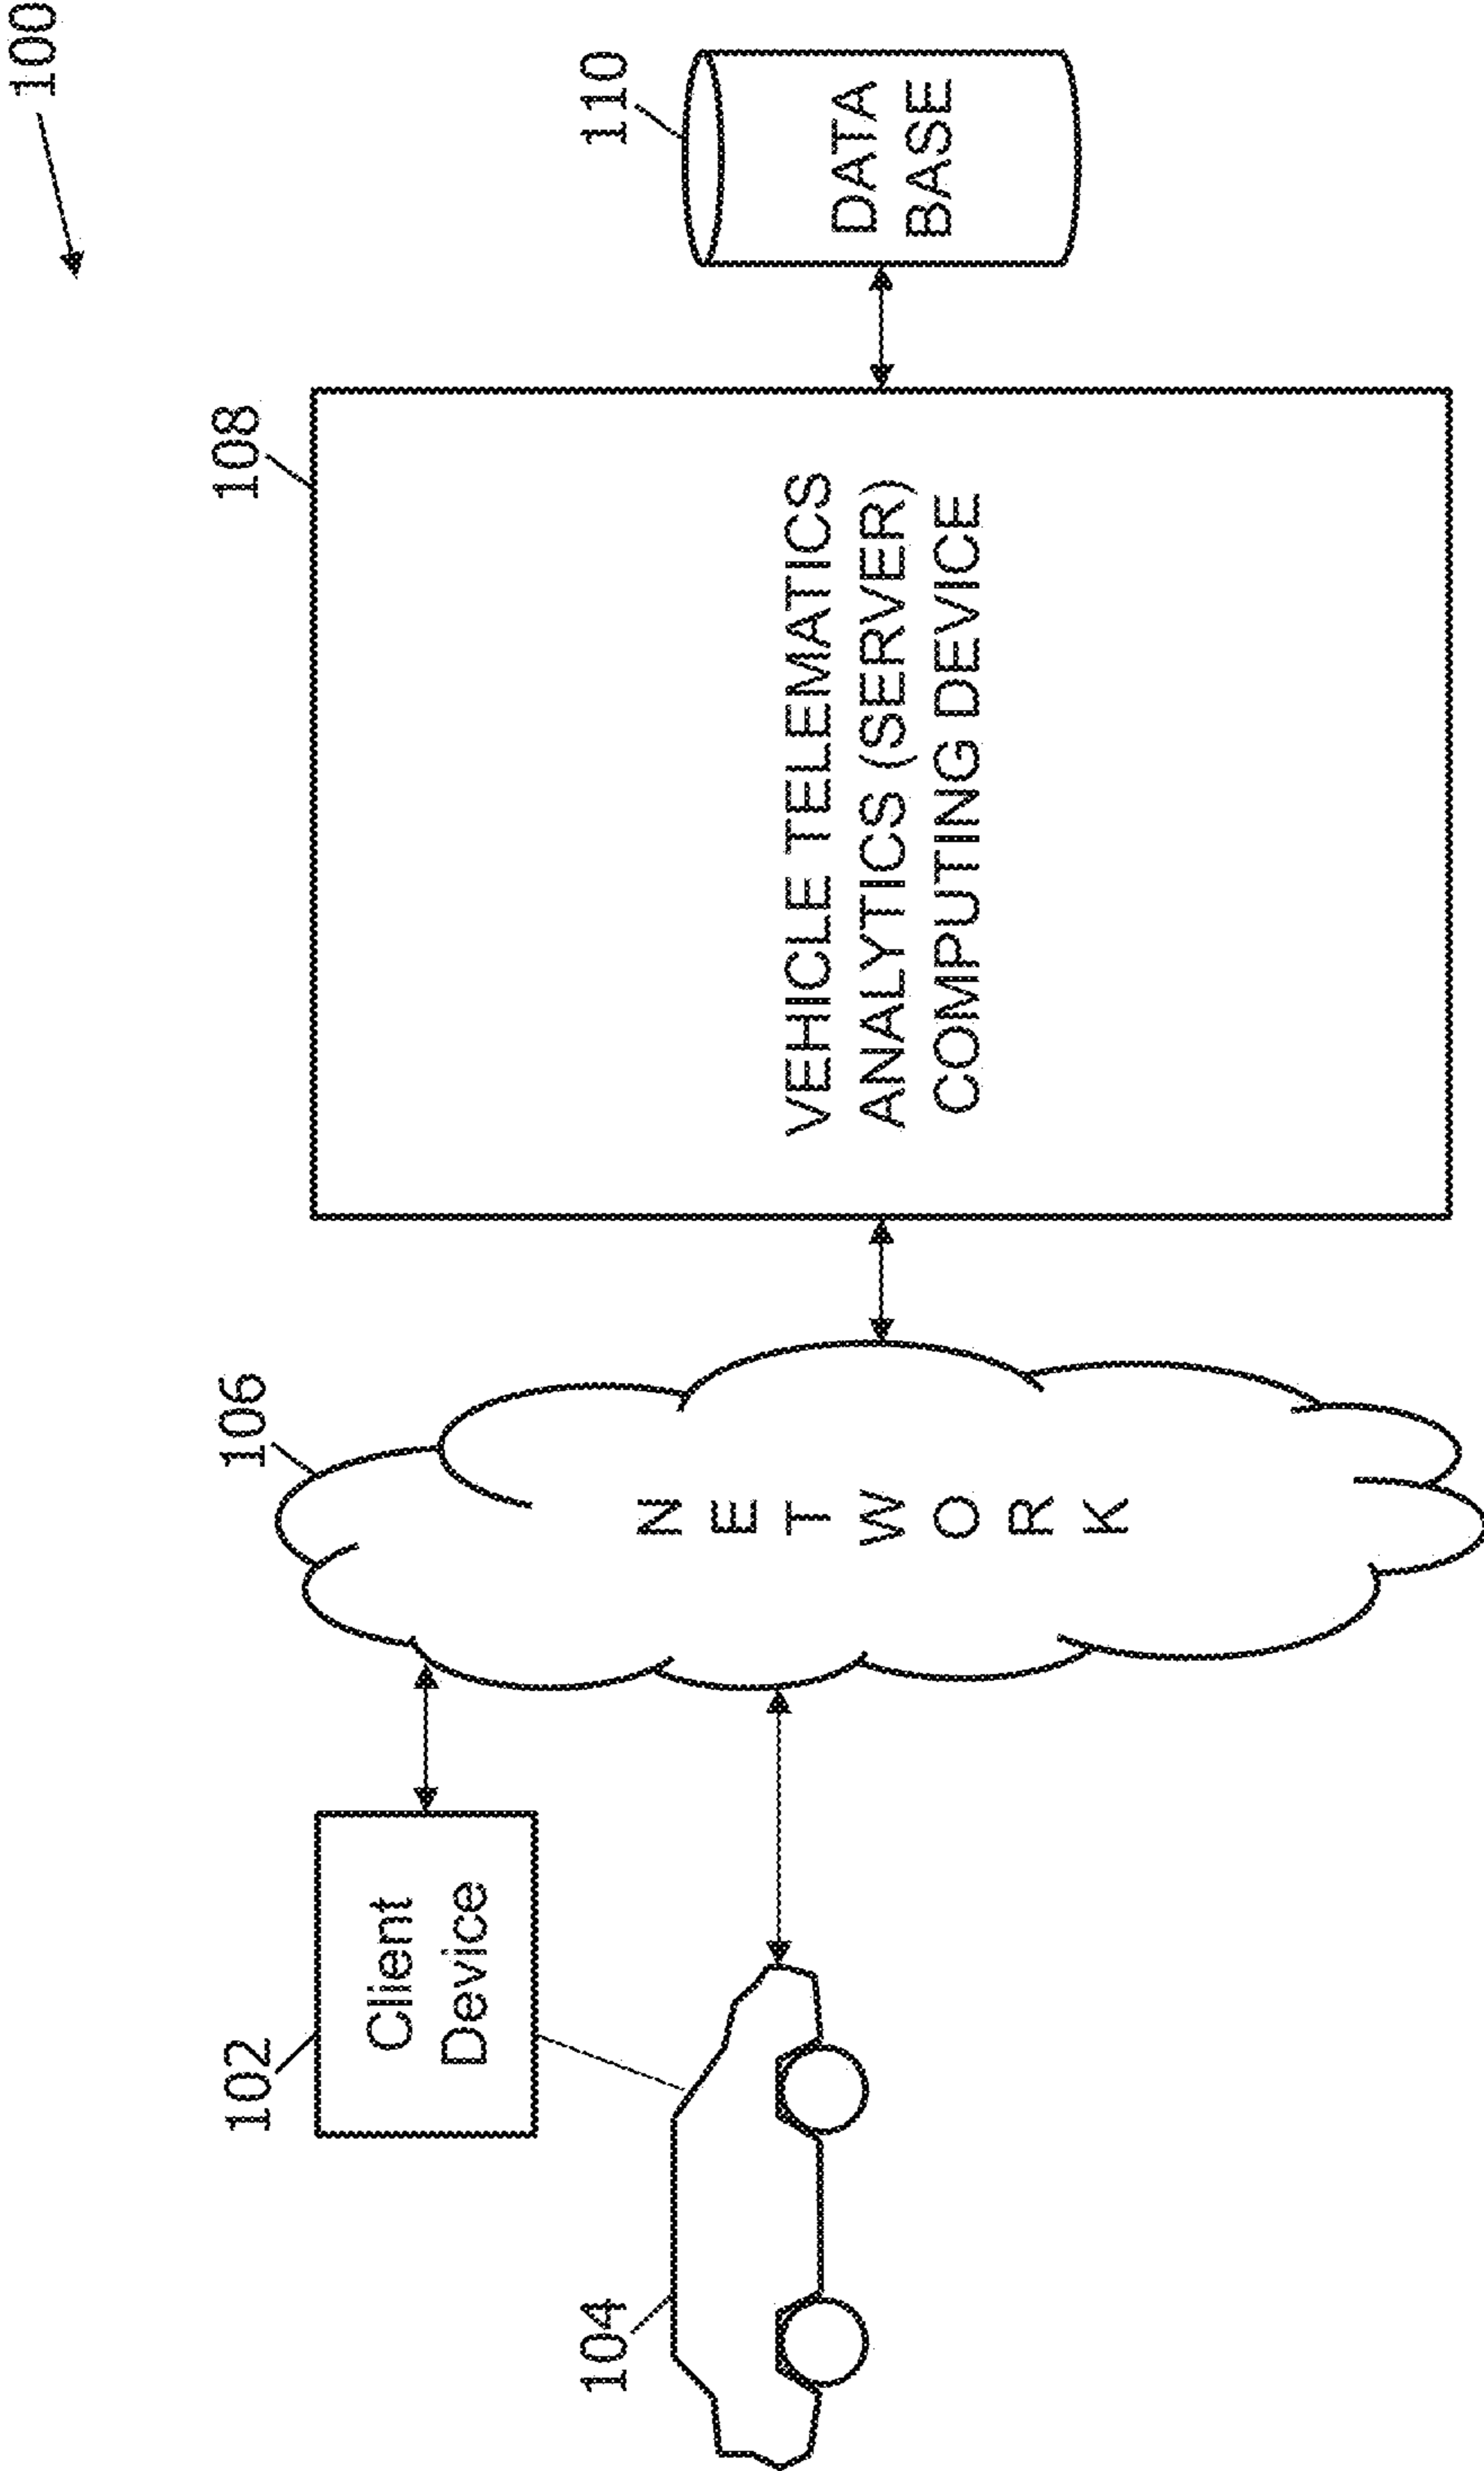 100
102
Client
Device
104
106
N
E
T
W
O
R
K
108
VEHICLE TELEMATICS
ANALYTICS (SERVER)
COMPUTING DEVICE
110
DATA
BASE